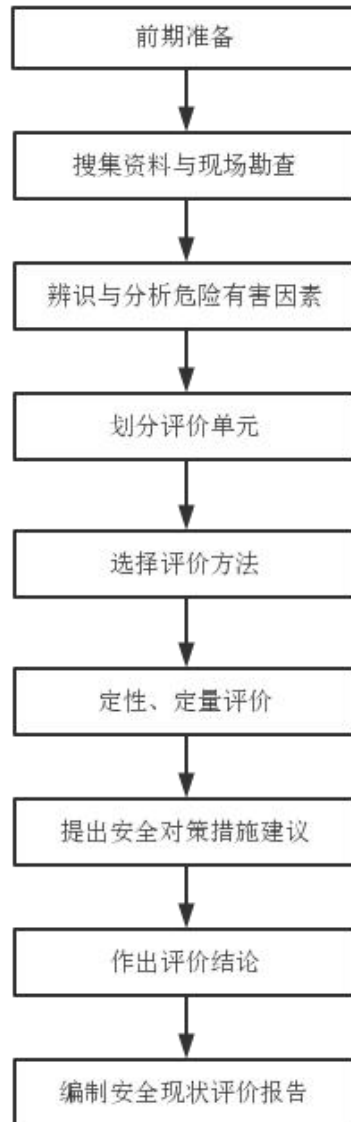 前期准备
搜集资料与现场勘查
辨识与分析危险有害因素
划分评价单元
选择评价方法
定性、定量评价
提出安全对策措施建议
作出评价结论
编制安全现状评价报告